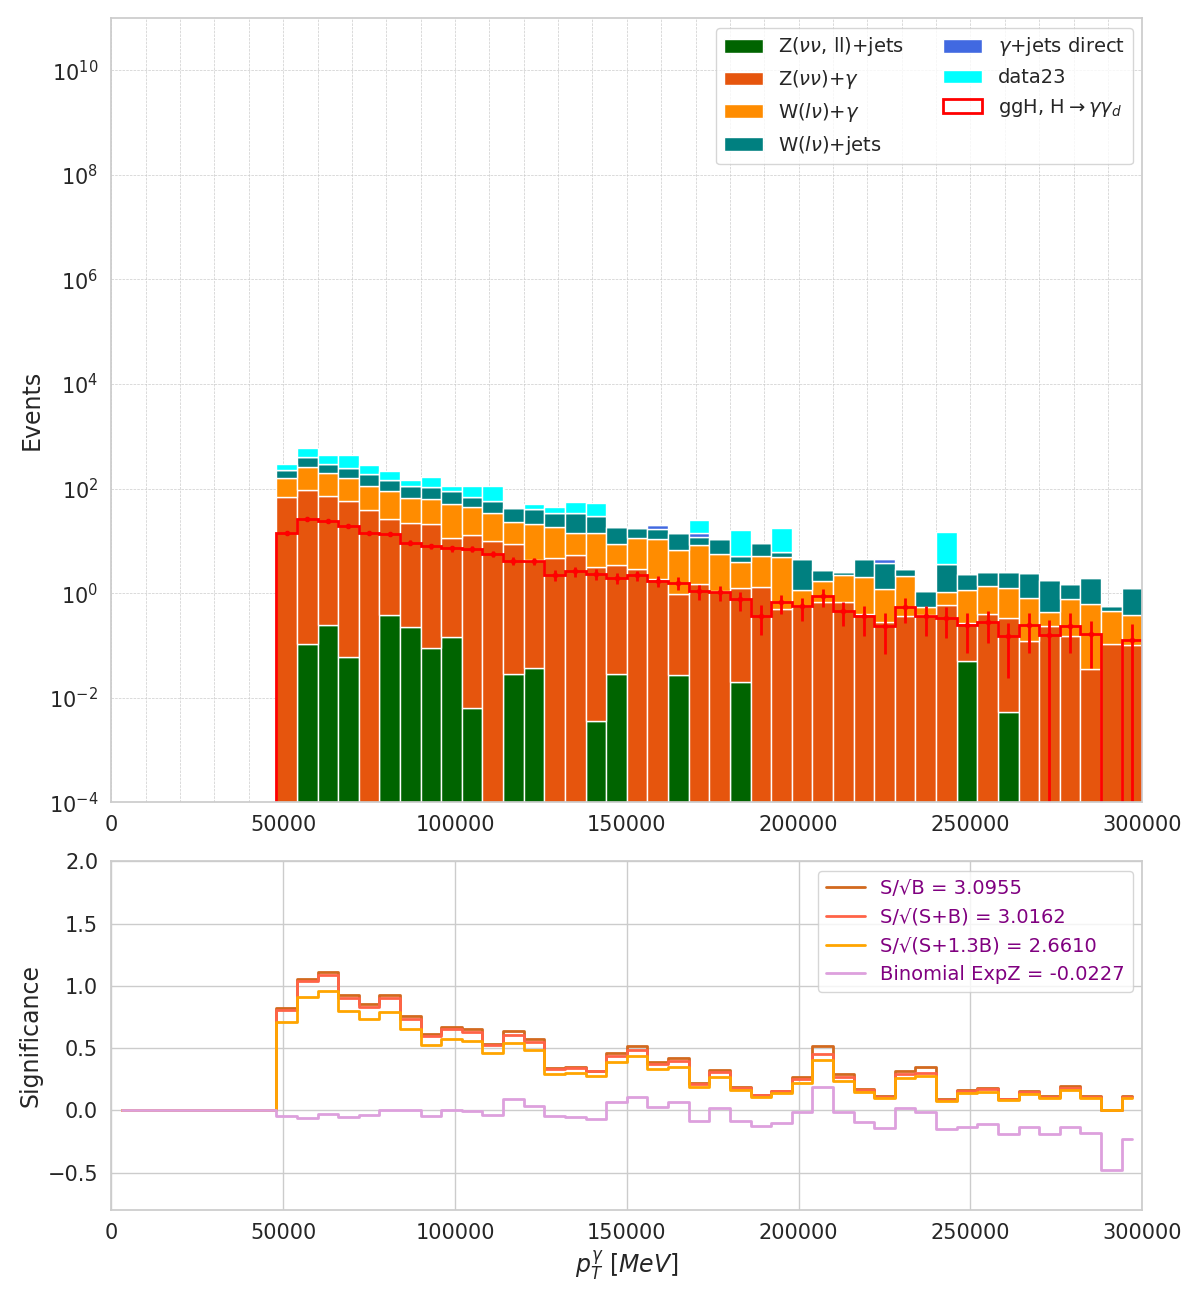 Z(νν, ll)+jets
Z(νν)+γ
W(lν)+γ
W(lν)+jets
γ+jets direct
data23
ggH, H→γγ_d
Events
10^10
10^8
10^6
10^4
10^2
10^0
10^−2
10^−4
0 50000 100000 150000 200000 250000 300000
S/√B = 3.0955
S/√(S+B) = 3.0162
S/√(S+1.3B) = 2.6610
Binomial ExpZ = -0.0227
Significance
2.0
1.5
1.0
0.5
0.0
−0.5
0 50000 100000 150000 200000 250000 300000
p_T^γ [MeV]